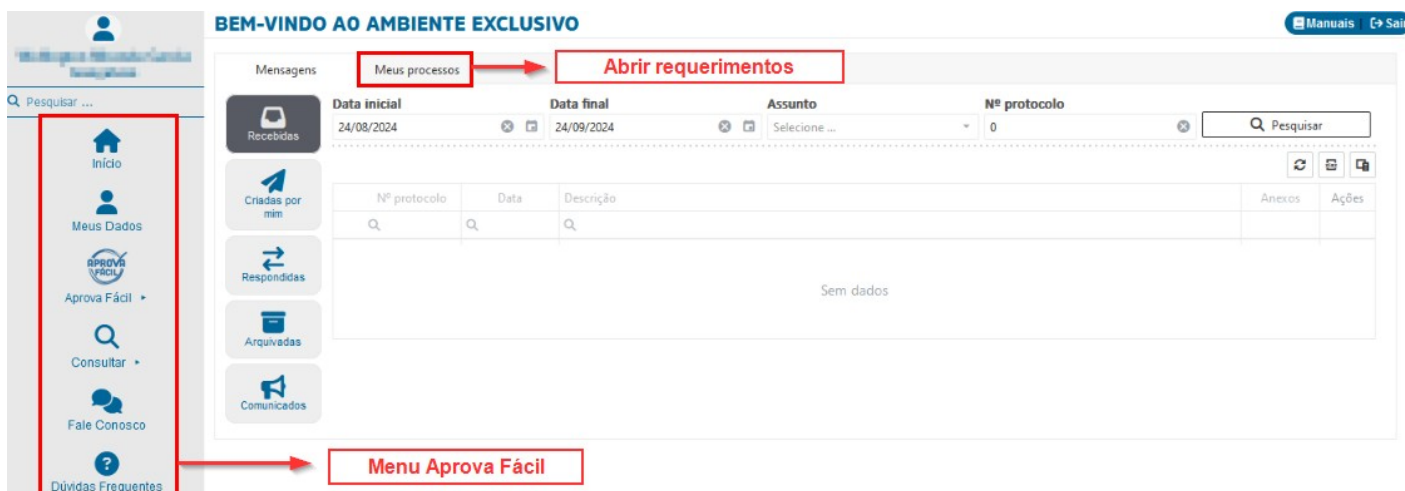 BEM-VINDO AO AMBIENTE EXCLUSIVO
Manuais
Sair
Pesquisar ...
Início
Meus Dados
APROVA
FÁCIL
Aprova Fácil
Consultar
Fale Conosco
Dúvidas Frequentes
Mensagens
Meus processos
Abrir requerimentos
Recebidas
Criadas por
mim
Respondidas
Arquivadas
Comunicados
Data inicial
24/08/2024
Data final
24/09/2024
Assunto
Selecione ...
Nº protocolo
0
Pesquisar
Nº protocolo
Data
Descrição
Anexos
Ações
Sem dados
Menu Aprova Fácil